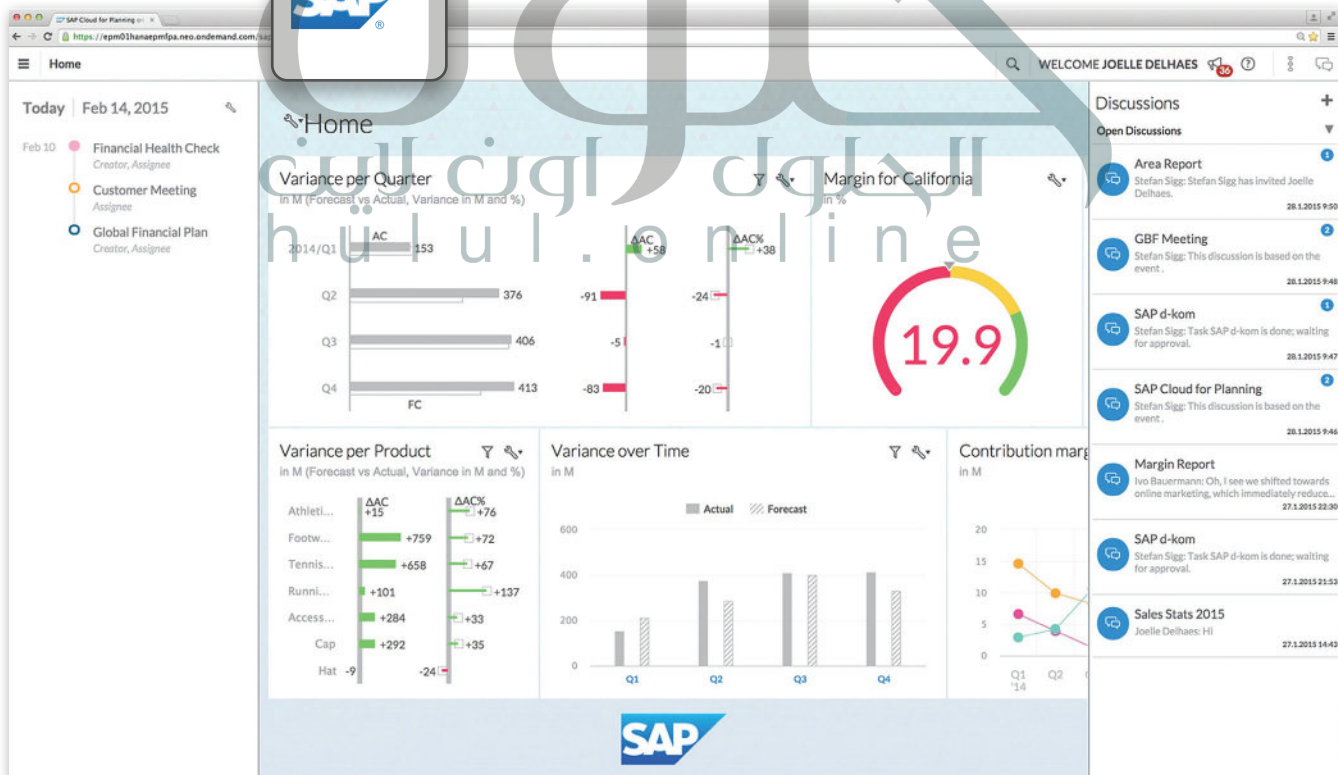 SAP Cloud for Planning on
SAP
®
https://epm01hanaepmfpa.neo.ondemand.com/sap
Home
WELCOME JOELLE DELHAES
36
Today
Feb 14, 2015
Feb 10
Financial Health Check
Creator, Assignee
Customer Meeting
Assignee
Global Financial Plan
Creator, Assignee
Home
حلول
الحلول اون لاين
hulul.online
Variance per Quarter
in M (Forecast vs Actual, Variance in M and %)
AC
ΔAC
ΔAC%
2014/Q1
153
+58
+38
Q2
376
-91
-24
Q3
406
-5
-1
Q4
413
-83
-20
FC
Margin for California
in %
19.9
Variance per Product
in M (Forecast vs Actual, Variance in M and %)
ΔAC
ΔAC%
Athleti...
+15
+76
Footw...
+759
+72
Tennis...
+658
+67
Runni...
+101
+137
Access...
+284
+33
Cap
+292
+35
Hat
-9
-24
Variance over Time
in M
Actual
Forecast
600
400
200
0
Q1
Q2
Q3
Q4
Contribution marg
in M
20
15
10
5
0
Q1
'14
Q2
SAP
Discussions
Open Discussions
Area Report
1
Stefan Sigg: Stefan Sigg has invited Joelle
Delhaes.
28.1.2015 9:50
GBF Meeting
2
Stefan Sigg: This discussion is based on the
event.
28.1.2015 9:48
SAP d-kom
1
Stefan Sigg: Task SAP d-kom is done; waiting
for approval.
28.1.2015 9:47
SAP Cloud for Planning
2
Stefan Sigg: This discussion is based on the
event.
28.1.2015 9:46
Margin Report
Ivo Bauermann: Oh, I see we shifted towards
online marketing, which immediately reduce...
27.1.2015 22:30
SAP d-kom
Stefan Sigg: Task SAP d-kom is done; waiting
for approval.
27.1.2015 21:53
Sales Stats 2015
Joelle Delhaes: Hi
27.1.2015 14:43